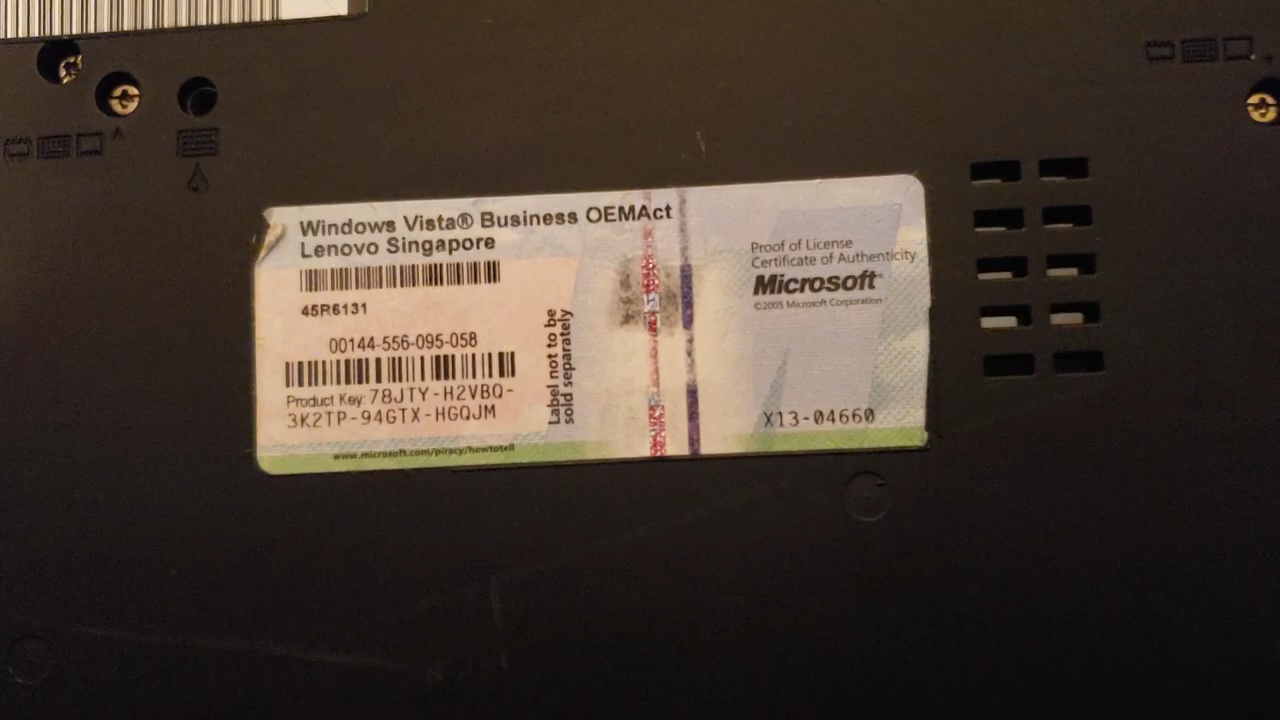 Windows Vista® Business OEMAct
Lenovo Singapore
45R6131
00144-556-095-058
Product Key: 78JTY-H2VBQ-
3K2TP-94GTX-HGQJM
www.microsoft.com/piracy/howtotell
Label not to be
sold separately
Proof of License
Certificate of Authenticity
Microsoft®
©2005 Microsoft Corporation
X13-04660